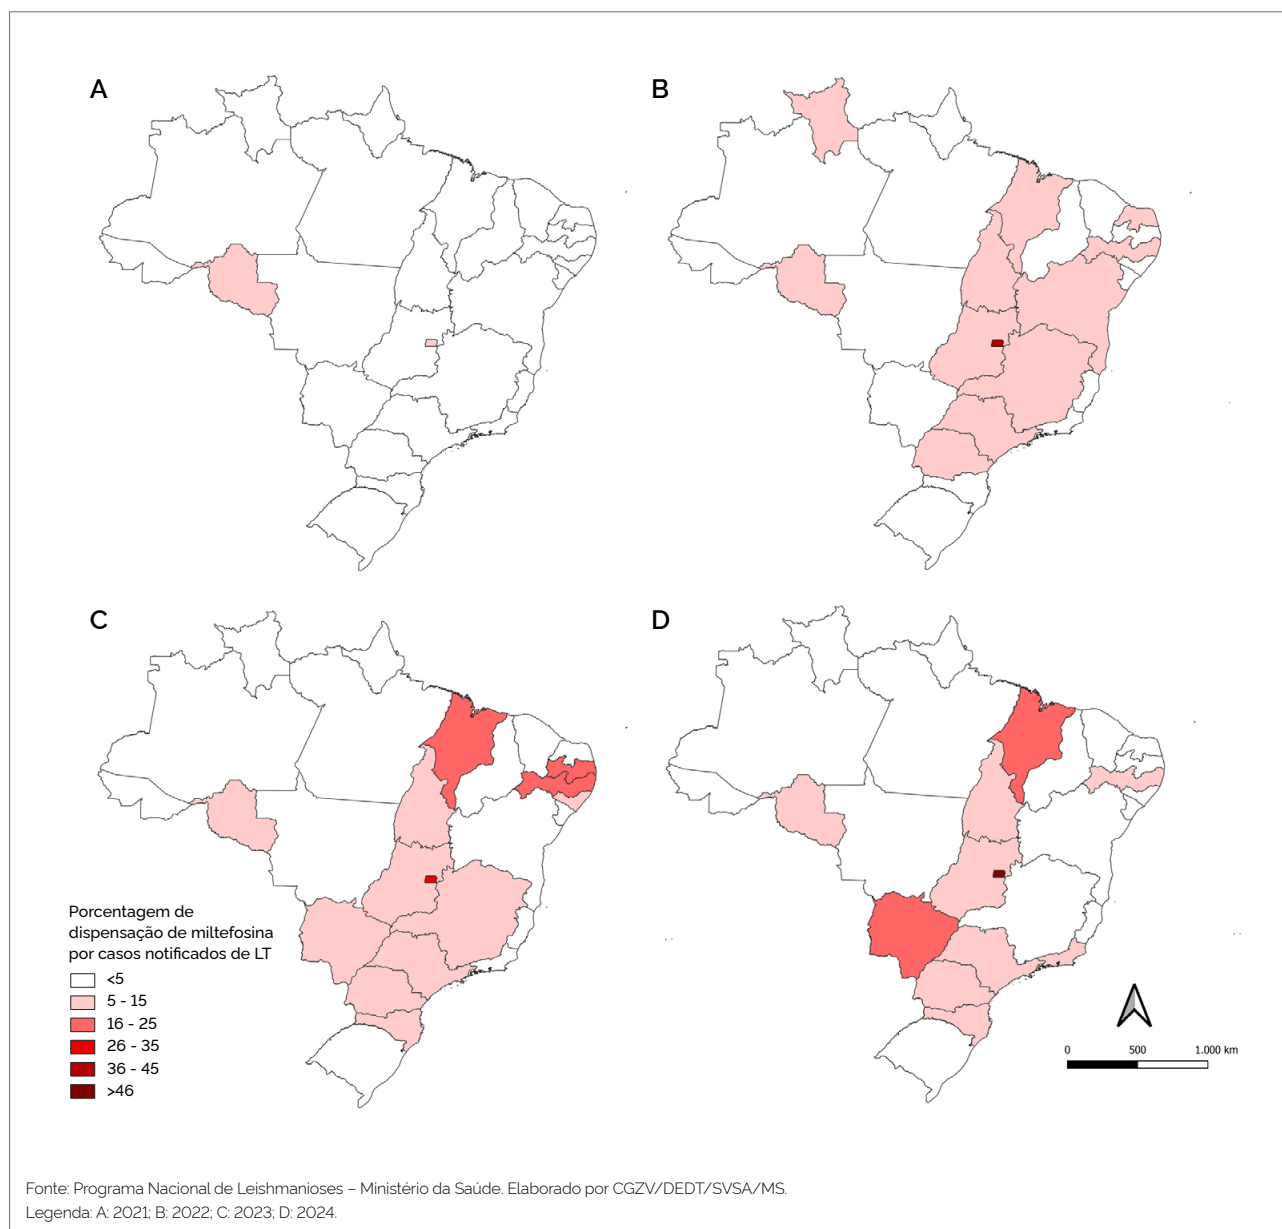 A
B
C
D
Porcentagem de
dispensação de miltefosina
por casos notificados de LT
<5
5 - 15
16 - 25
26 - 35
36 - 45
>46
0 500 1.000 km
Fonte: Programa Nacional de Leishmanioses – Ministério da Saúde. Elaborado por CGZV/DEDT/SVSA/MS.
Legenda: A: 2021; B: 2022; C: 2023; D: 2024.